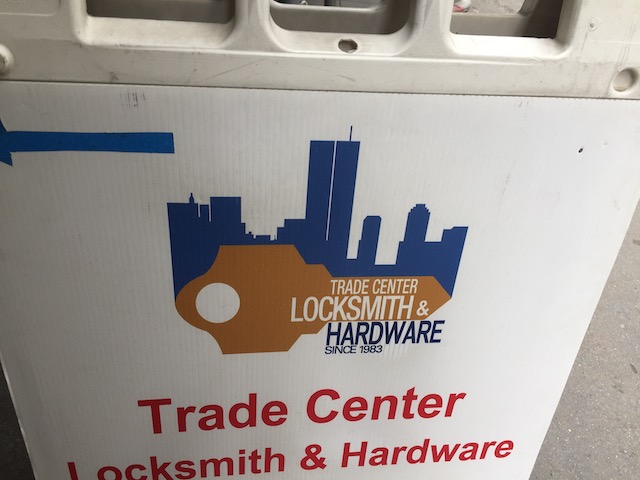 TRADE CENTER
LOCKSMITH &
HARDWARE
SINCE 1983
Trade Center
Locksmith & Hardware